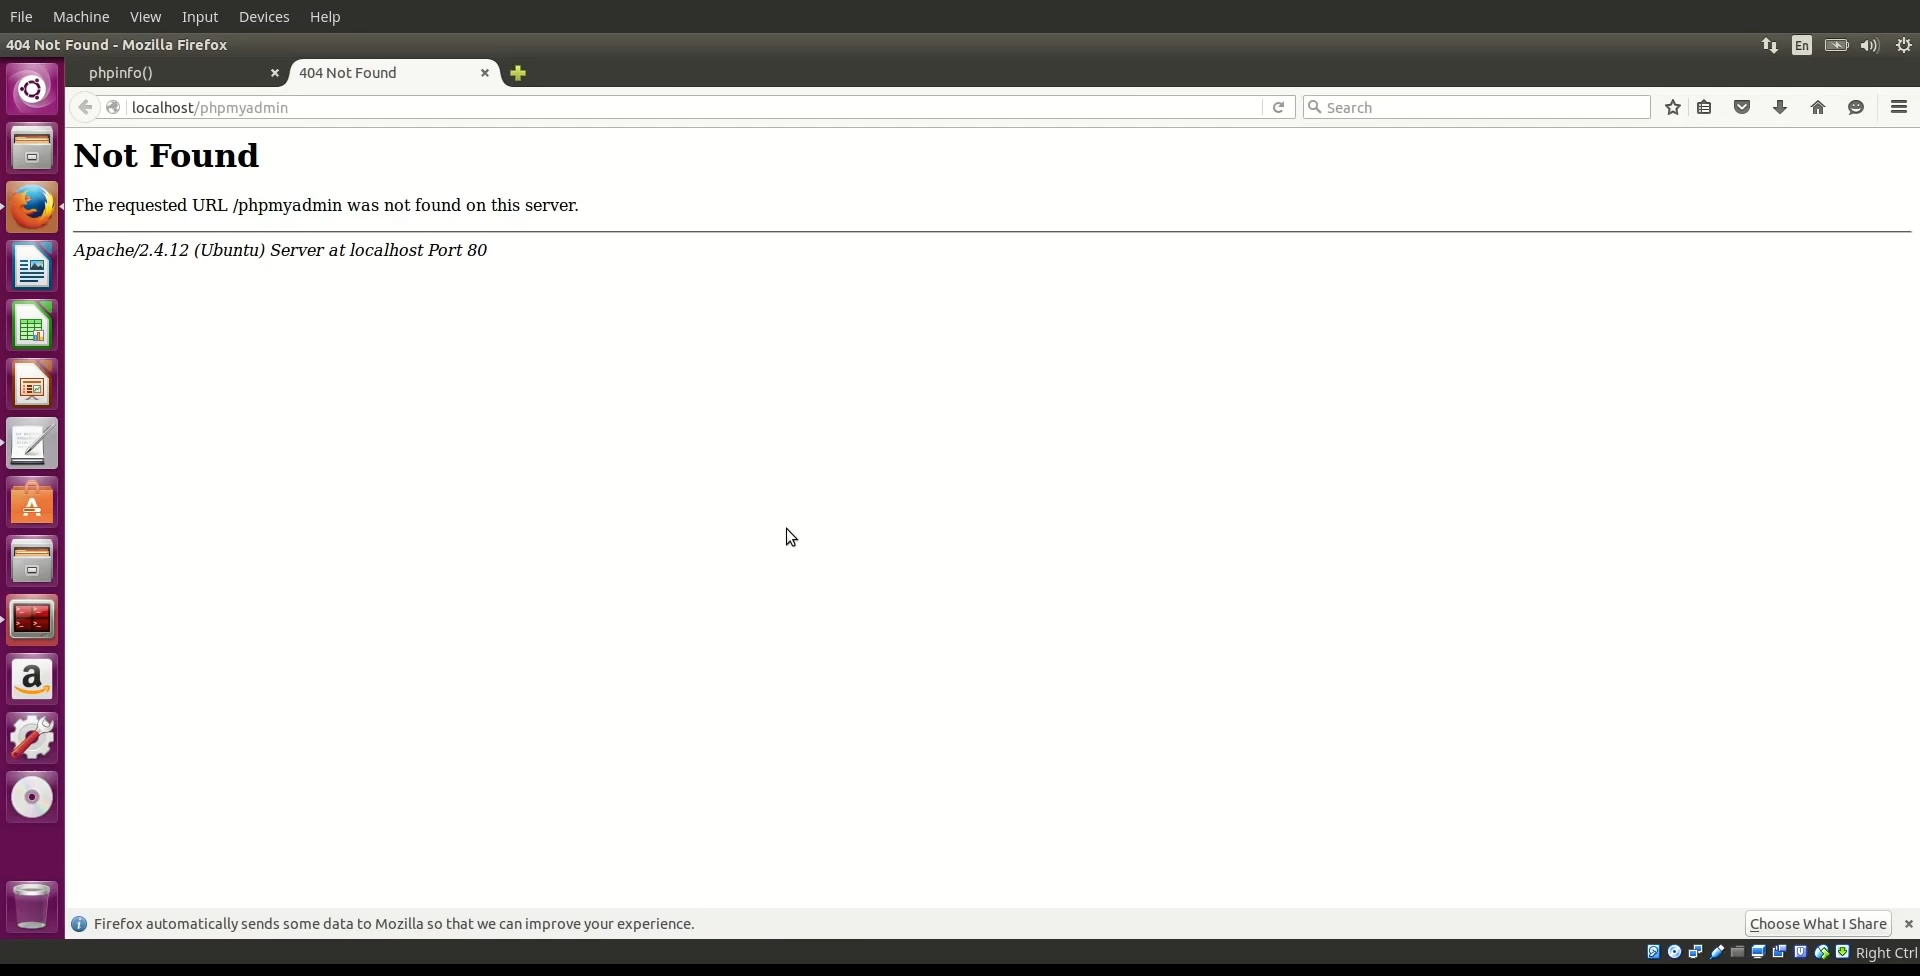 File Machine View Input Devices Help
404 Not Found - Mozilla Firefox En
phpinfo() 404 Not Found
localhost/phpmyadmin Search
Not Found
The requested URL /phpmyadmin was not found on this server.
Apache/2.4.12 (Ubuntu) Server at localhost Port 80
Firefox automatically sends some data to Mozilla so that we can improve your experience. Choose What I Share
Right Ctrl